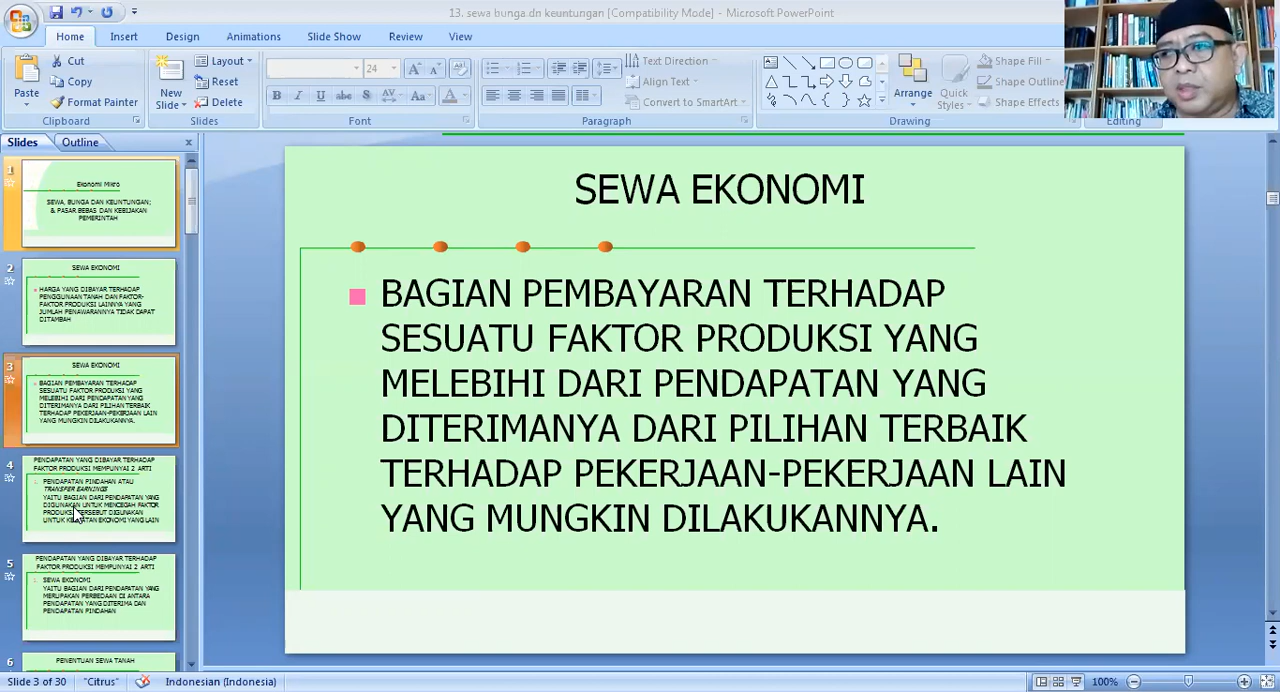 13. sewa bunga dn keuntungan [Compatibility Mode] - Microsoft PowerPoint
Home Insert Design Animations Slide Show Review View
Paste
Cut
Copy
Format Painter
Clipboard
New
Slide
Layout
Reset
Delete
Slides
24
Font
Paragraph
Text Direction
Align Text
Convert to SmartArt
Arrange
Quick
Styles
Shape Fill
Shape Outline
Shape Effects
Drawing
Editing
Slides Outline
1
Ekonomi Mikro
SEWA, BUNGA DAN KEUNTUNGAN;
& PASAR BEBAS DAN KEBIJAKAN
PEMERINTAH
2
SEWA EKONOMI
HARGA YANG DIBAYAR TERHADAP
PENGGUNAAN TANAH DAN FAKTOR-
FAKTOR PRODUKSI LAINNYA YANG
JUMLAH PENAWARANNYA TIDAK DAPAT
DITAMBAH
3
SEWA EKONOMI
BAGIAN PEMBAYARAN TERHADAP
SESUATU FAKTOR PRODUKSI YANG
MELEBIHI DARI PENDAPATAN YANG
DITERIMANYA DARI PILIHAN TERBAIK
TERHADAP PEKERJAAN-PEKERJAAN LAIN
YANG MUNGKIN DILAKUKANNYA.
4
PENDAPATAN YANG DIBAYAR TERHADAP
FAKTOR PRODUKSI MEMPUNYAI 2 ARTI
PENDAPATAN PINDAHAN ATAU
TRANSFER EARNINGS
YAITU BAGIAN DARI PENDAPATAN YANG
DIGUNAKAN UNTUK MENCEGAH FAKTOR
PRODUKSI TERSEBUT DIGUNAKAN
UNTUK KEGIATAN EKONOMI YANG LAIN
5
PENDAPATAN YANG DIBAYAR TERHADAP
FAKTOR PRODUKSI MEMPUNYAI 2 ARTI
SEWA EKONOMI
YAITU BAGIAN DARI PENDAPATAN YANG
MERUPAKAN PERBEDAAN DI ANTARA
PENDAPATAN YANG DITERIMA DAN
PENDAPATAN PINDAHAN
6
PENENTUAN SEWA TANAH
SEWA EKONOMI
BAGIAN PEMBAYARAN TERHADAP
SESUATU FAKTOR PRODUKSI YANG
MELEBIHI DARI PENDAPATAN YANG
DITERIMANYA DARI PILIHAN TERBAIK
TERHADAP PEKERJAAN-PEKERJAAN LAIN
YANG MUNGKIN DILAKUKANNYA.
Slide 3 of 30 "Citrus" Indonesian (Indonesia) 100%